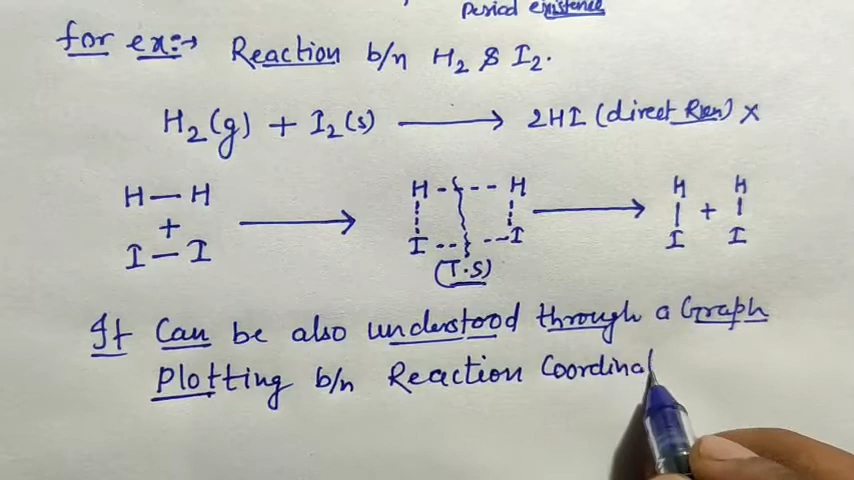 Period existence
for ex:→ Reaction b/n H₂ & I₂.
H₂(g) + I₂(s) ⟶ 2HI (direct Rxn) ×
H—H H----H H H
+ ⟶ ⟶ | + |
I—I I----I I I
(T.S)
It Can be also understood through a Graph
Plotting b/n Reaction Coordinat